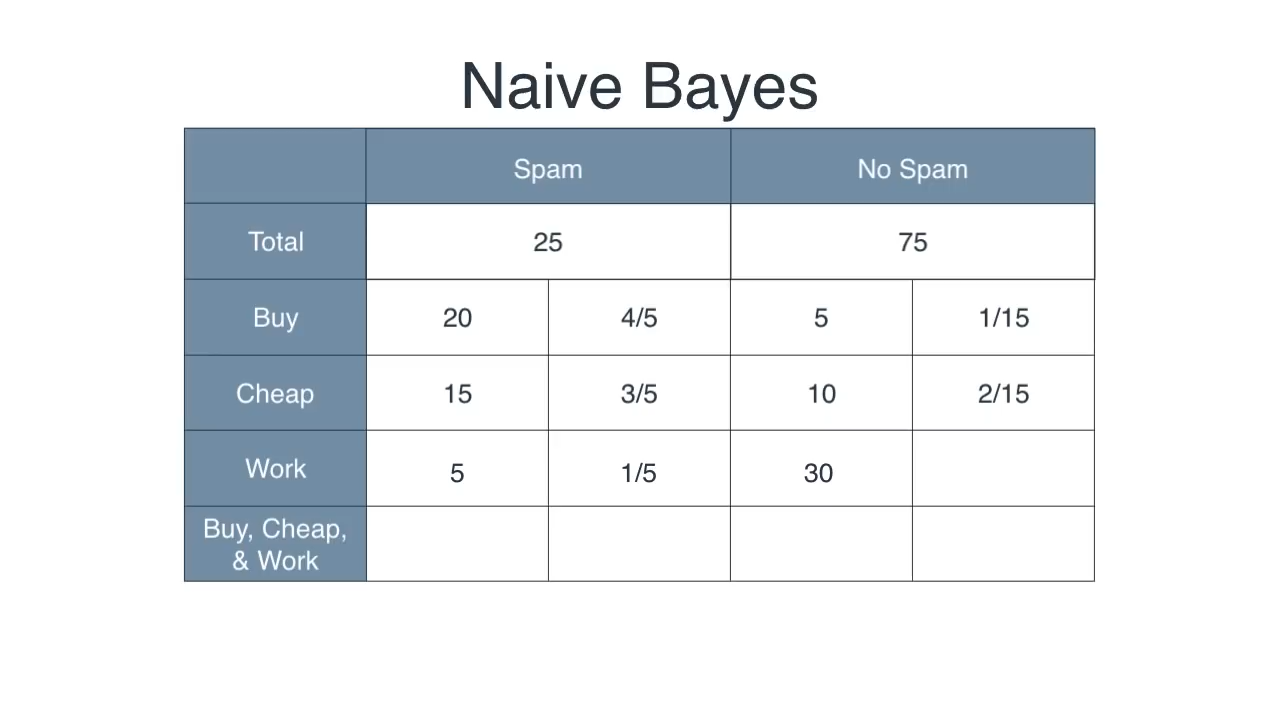 Naive Bayes
Spam No Spam
Total 25 75
Buy 20 4/5 5 1/15
Cheap 15 3/5 10 2/15
Work 5 1/5 30
Buy, Cheap,
& Work